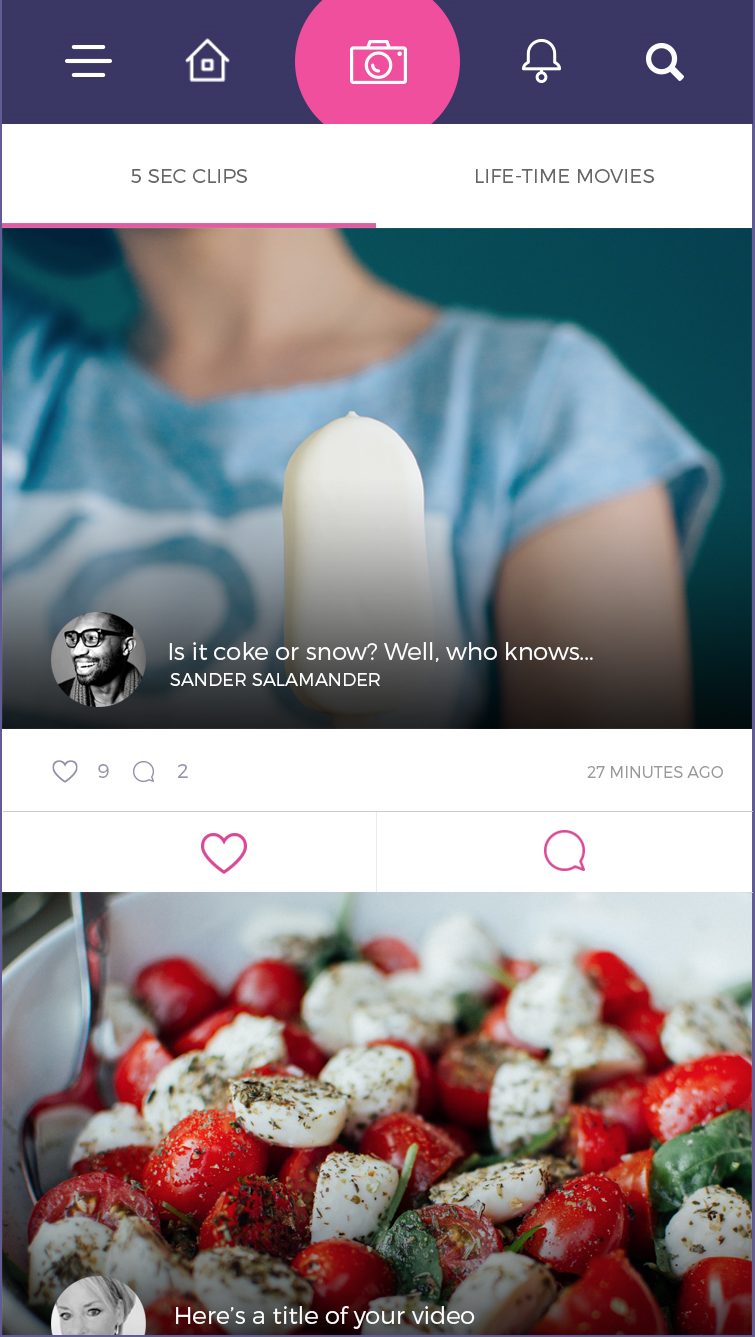 5 SEC CLIPS
LIFE-TIME MOVIES
Is it coke or snow? Well, who knows...
SANDER SALAMANDER
9
2
27 MINUTES AGO
Here's a title of your video